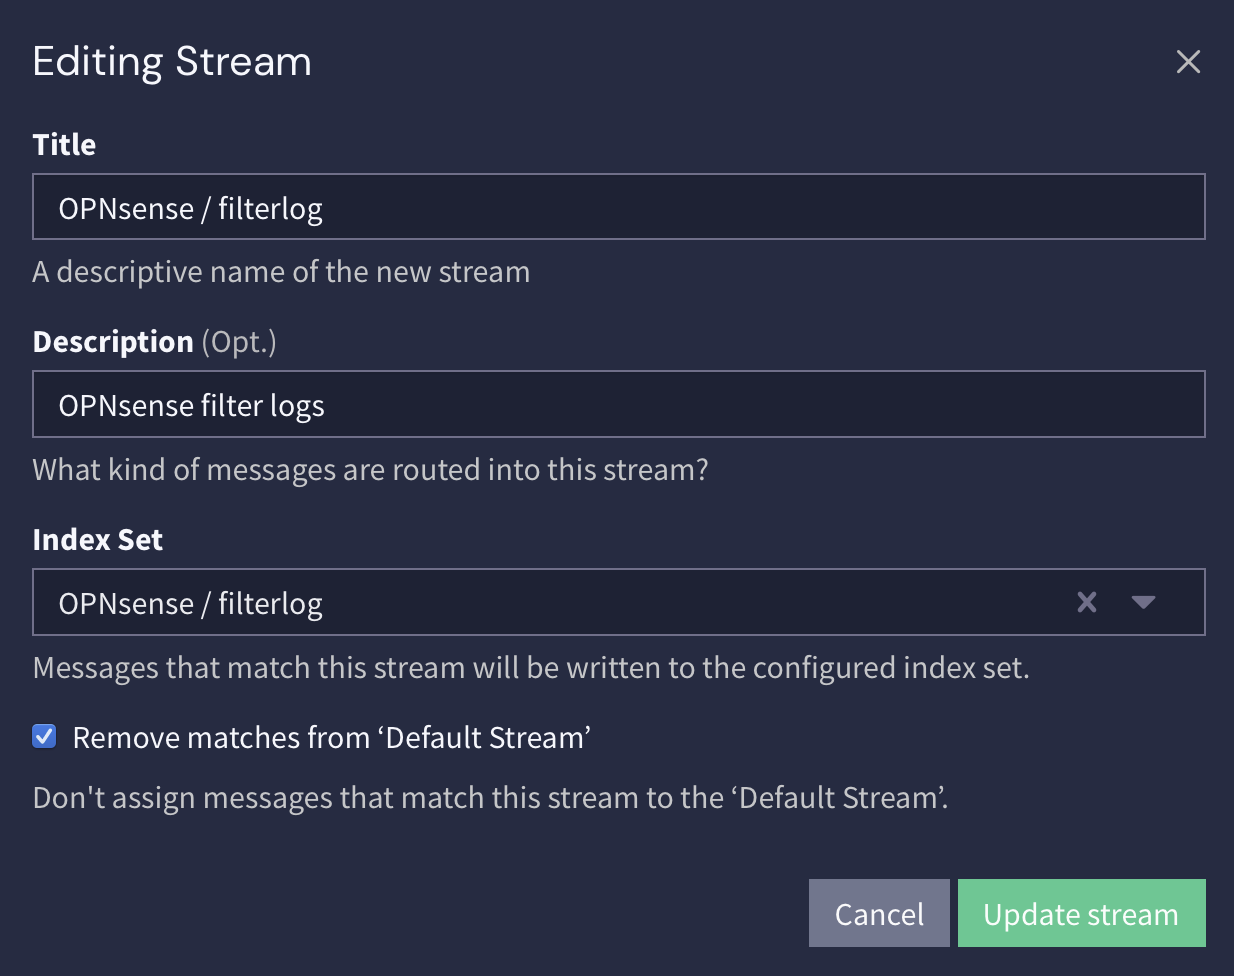 Editing Stream
Title
OPNsense / filterlog
A descriptive name of the new stream
Description (Opt.)
OPNsense filter logs
What kind of messages are routed into this stream?
Index Set
OPNsense / filterlog
Messages that match this stream will be written to the configured index set.
Remove matches from ‘Default Stream’
Don't assign messages that match this stream to the ‘Default Stream’.
Cancel Update stream